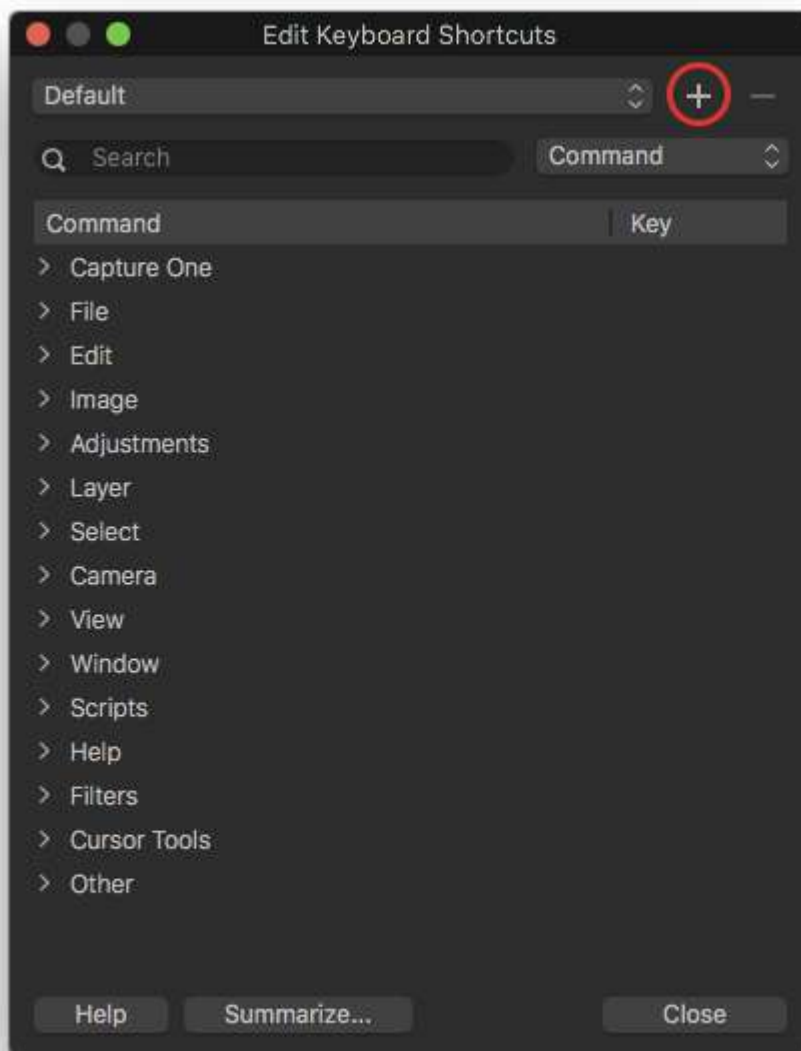 Edit Keyboard Shortcuts
Default
Search Command
Command Key
Capture One
File
Edit
Image
Adjustments
Layer
Select
Camera
View
Window
Scripts
Help
Filters
Cursor Tools
Other
Help Summarize... Close